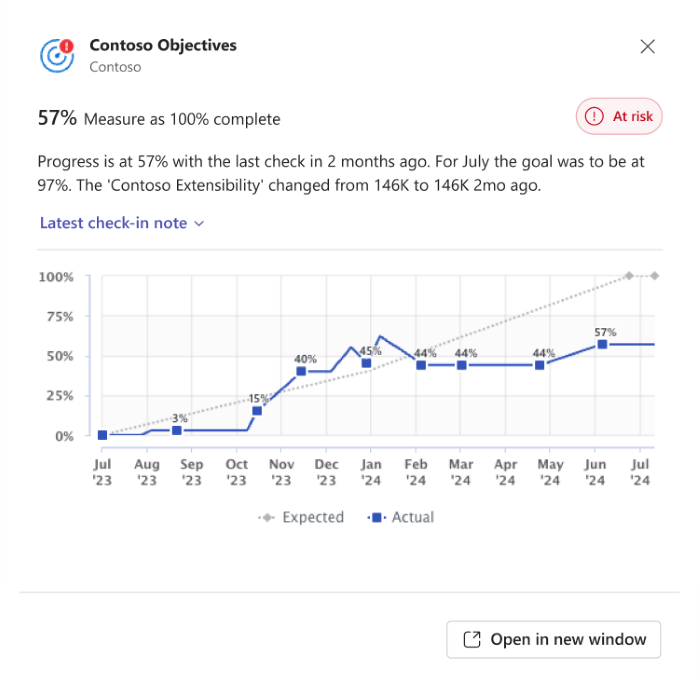 Contoso Objectives
Contoso
57% Measure as 100% complete
At risk
Progress is at 57% with the last check in 2 months ago. For July the goal was to be at
97%. The 'Contoso Extensibility' changed from 146K to 146K 2mo ago.
Latest check-in note
100%
75%
50%
25%
0%
3%
15%
40%
45%
44%
44%
44%
57%
Jul Aug Sep Oct Nov Dec Jan Feb Mar Apr May Jun Jul
'23 '23 '23 '23 '23 '23 '24 '24 '24 '24 '24 '24 '24
Expected Actual
Open in new window